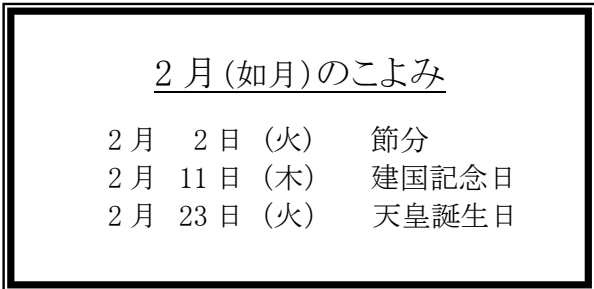 ２月(如月)のこよみ
２月　２日（火）　節分
２月　11日（木）　建国記念日
２月　23日（火）　天皇誕生日